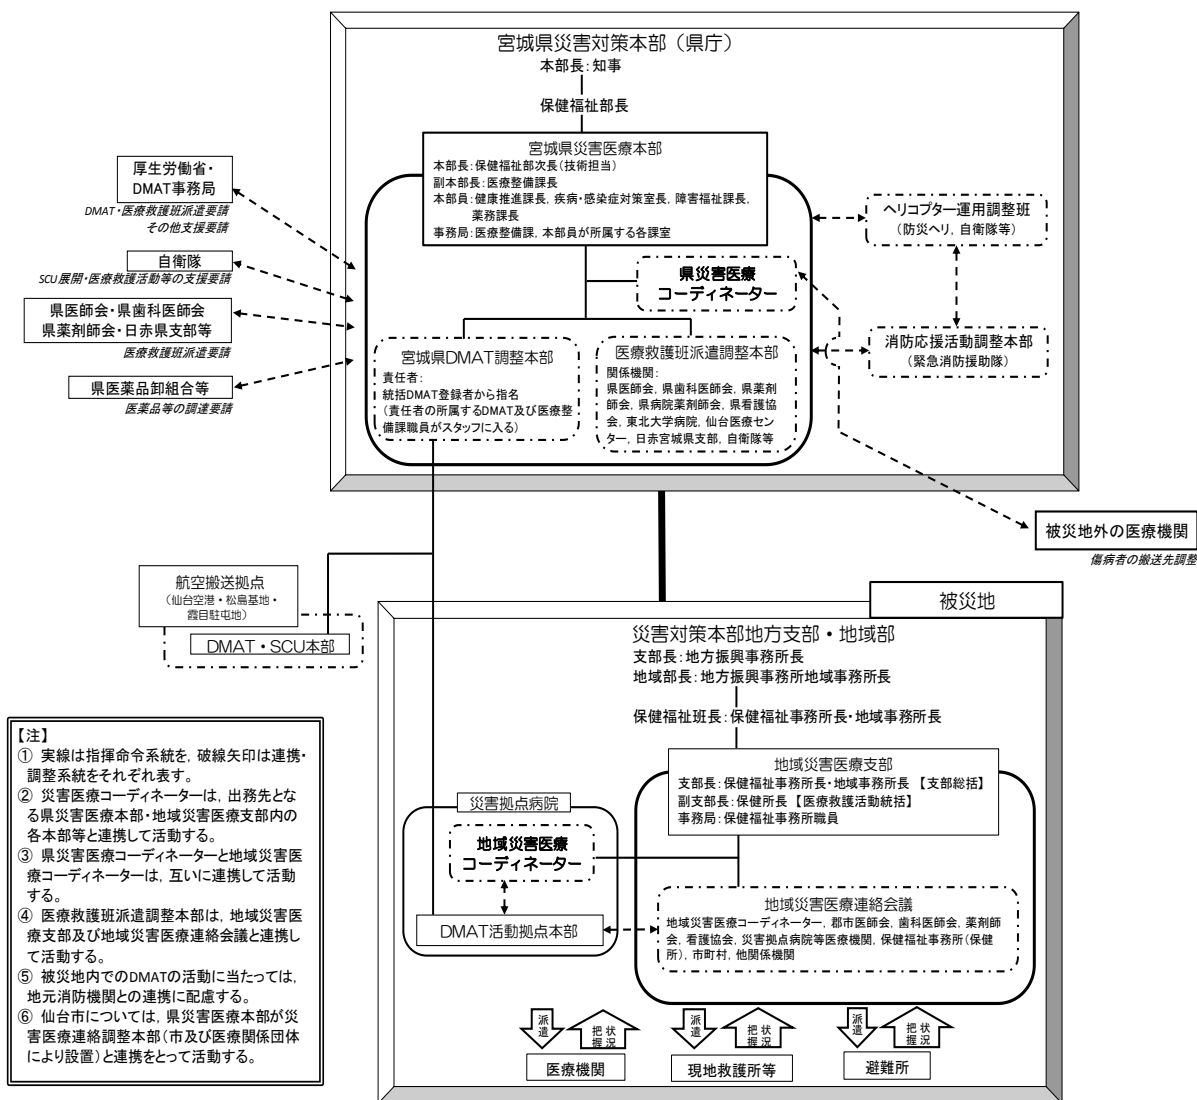 宮城県災害対策本部（県庁）
本部長：知事
保健福祉部長
宮城県災害医療本部
本部長：保健福祉部次長（技術担当）
副本部長：医療整備課長
本部員：健康推進課長，疾病・感染症対策室長，障害福祉課長，
薬務課長
事務局：医療整備課，本部員が所属する各課室
厚生労働省・
DMAT事務局
DMAT・医療救護班派遣要請
その他支援要請
自衛隊
SCU展開・医療救護活動等の支援要請
県医師会・県歯科医師会
県薬剤師会・日赤県支部等
医療救護班派遣要請
県医薬品卸組合等
医薬品等の調達要請
県災害医療
コーディネーター
ヘリコプター運用調整班
（防災ヘリ，自衛隊等）
消防応援活動調整本部
（緊急消防援助隊）
宮城県DMAT調整本部
責任者：
統括DMAT登録者から指名
（責任者の所属するDMAT及び医療整
備課職員がスタッフに入る）
医療救護班派遣調整本部
関係機関：
県医師会，県歯科医師会，県薬剤
師会，県病院薬剤師会，県看護協
会，東北大学病院，仙台医療セン
ター，日赤宮城県支部，自衛隊等
被災地外の医療機関
傷病者の搬送先調整
航空搬送拠点
（仙台空港・松島基地・
霞目駐屯地）
DMAT・SCU本部
被災地
災害対策本部地方支部・地域部
支部長：地方振興事務所長
地域部長：地方振興事務所地域事務所長
保健福祉班長：保健福祉事務所長・地域事務所長
地域災害医療支部
支部長：保健福祉事務所長・地域事務所長 【支部総括】
副支部長：保健所長 【医療救護活動統括】
事務局：保健福祉事務所職員
災害拠点病院
地域災害医療
コーディネーター
DMAT活動拠点本部
地域災害医療連絡会議
地域災害医療コーディネーター，郡市医師会，歯科医師会，薬剤師
会，看護協会，災害拠点病院等医療機関，保健福祉事務所（保健
所），市町村，他関係機関
派遣
状況把握
派遣
状況把握
派遣
状況把握
医療機関
現地救護所等
避難所
【注】
① 実線は指揮命令系統を，破線矢印は連携・
調整系統をそれぞれ表す。
② 災害医療コーディネーターは，出務先とな
る県災害医療本部・地域災害医療支部内の
各本部等と連携して活動する。
③ 県災害医療コーディネーターと地域災害医
療コーディネーターは，互いに連携して活動
する。
④ 医療救護班派遣調整本部は，地域災害医
療支部及び地域災害医療連絡会議と連携し
て活動する。
⑤ 被災地内でのDMATの活動に当たっては，
地元消防機関との連携に配慮する。
⑥ 仙台市については，県災害医療本部が災
害医療連絡調整本部（市及び医療関係団体
により設置）と連携をとって活動する。